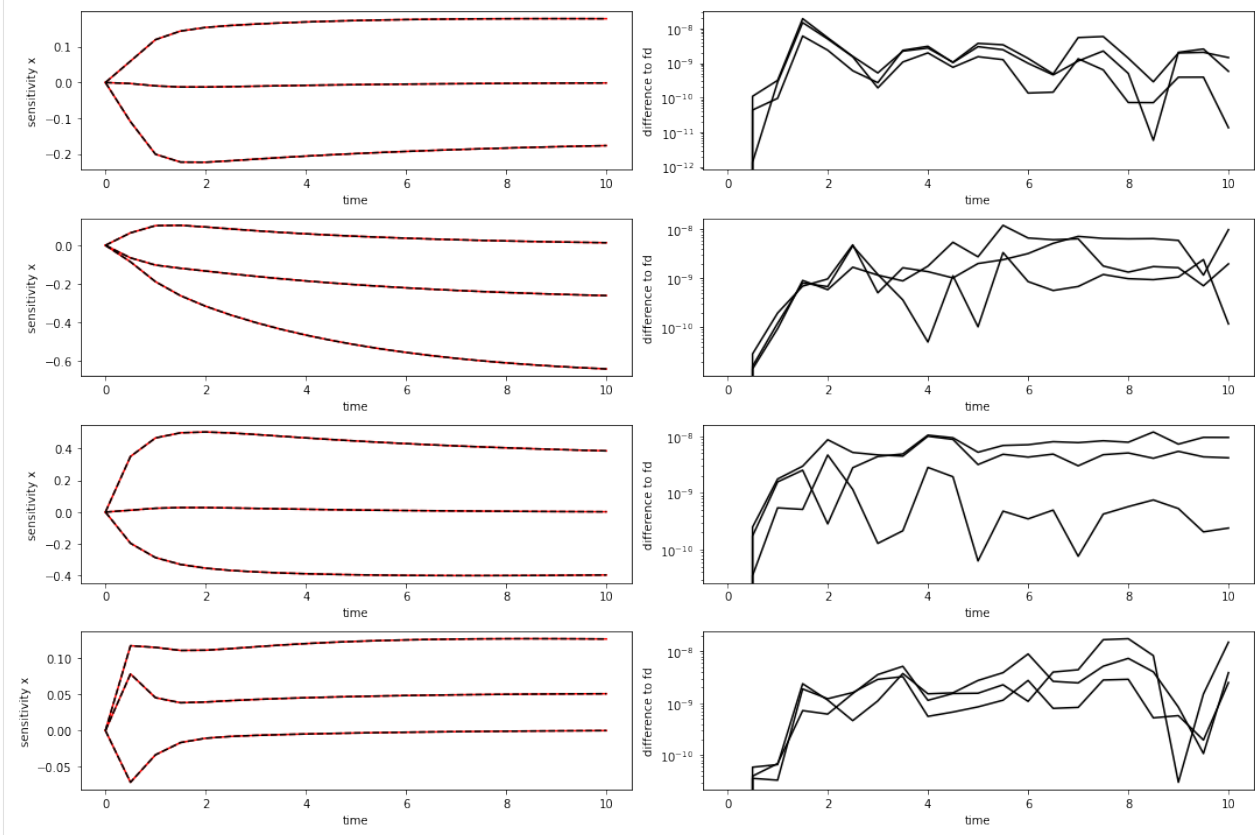 sensitivity x
0.1
0.0
−0.1
−0.2
0 2 4 6 8 10
time
difference to fd
10⁻⁸
10⁻⁹
10⁻¹⁰
10⁻¹¹
10⁻¹²
0 2 4 6 8 10
time
sensitivity x
0.0
−0.2
−0.4
−0.6
0 2 4 6 8 10
time
difference to fd
10⁻⁸
10⁻⁹
10⁻¹⁰
0 2 4 6 8 10
time
sensitivity x
0.4
0.2
0.0
−0.2
−0.4
0 2 4 6 8 10
time
difference to fd
10⁻⁸
10⁻⁹
10⁻¹⁰
0 2 4 6 8 10
time
sensitivity x
0.10
0.05
0.00
−0.05
0 2 4 6 8 10
time
difference to fd
10⁻⁸
10⁻⁹
10⁻¹⁰
0 2 4 6 8 10
time